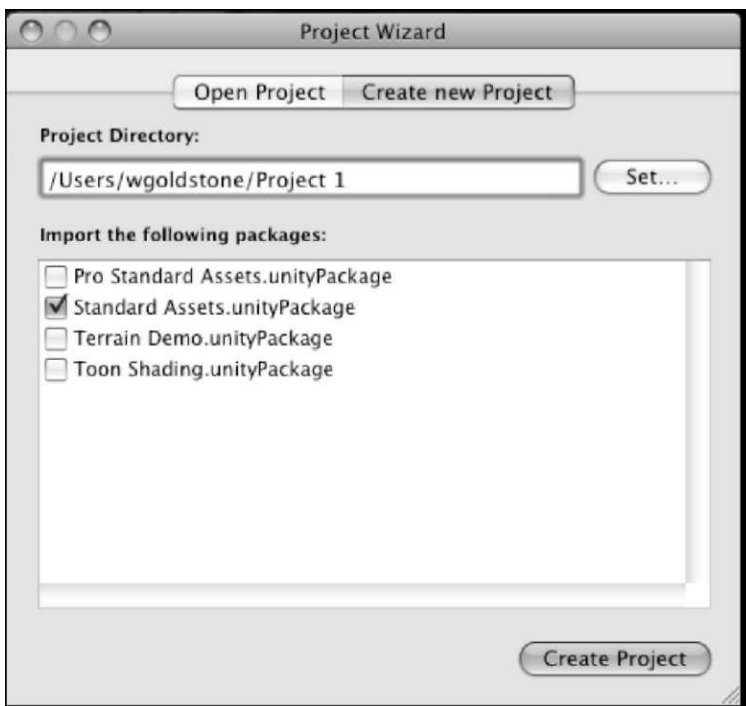 Project Wizard
Open Project Create new Project
Project Directory:
/Users/wgoldstone/Project 1 Set...
Import the following packages:
Pro Standard Assets.unityPackage
Standard Assets.unityPackage
Terrain Demo.unityPackage
Toon Shading.unityPackage
Create Project